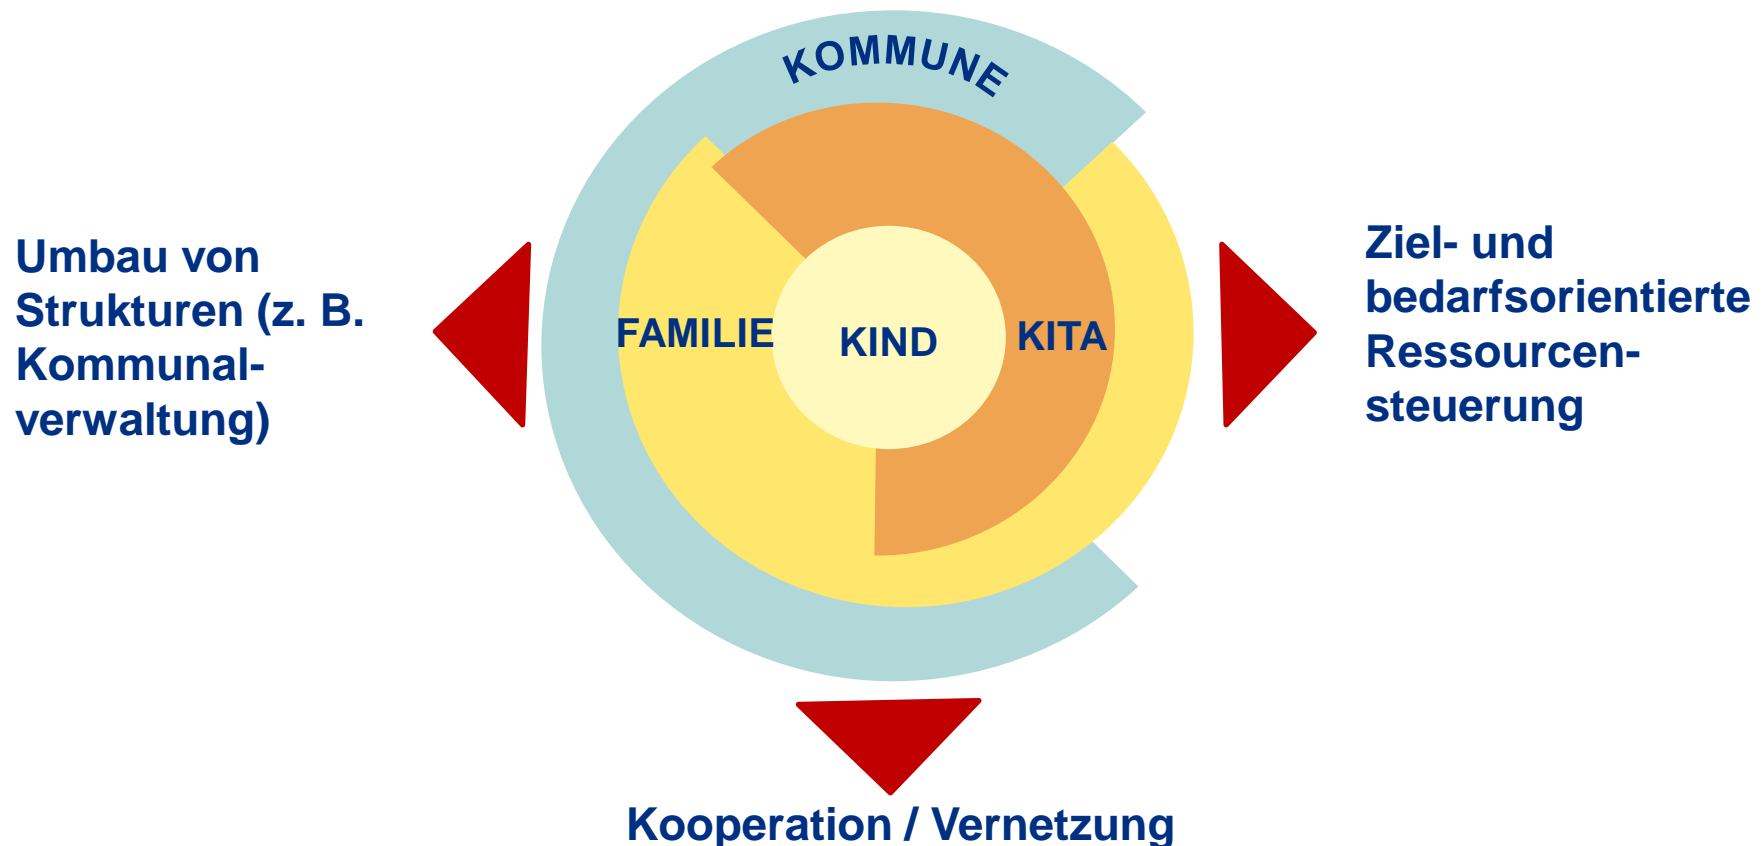 KOMMUNE
Umbau von
Strukturen (z. B.
Kommunal-
verwaltung)
FAMILIE
KIND
KITA
Ziel- und
bedarfsorientierte
Ressourcen-
steuerung
Kooperation / Vernetzung